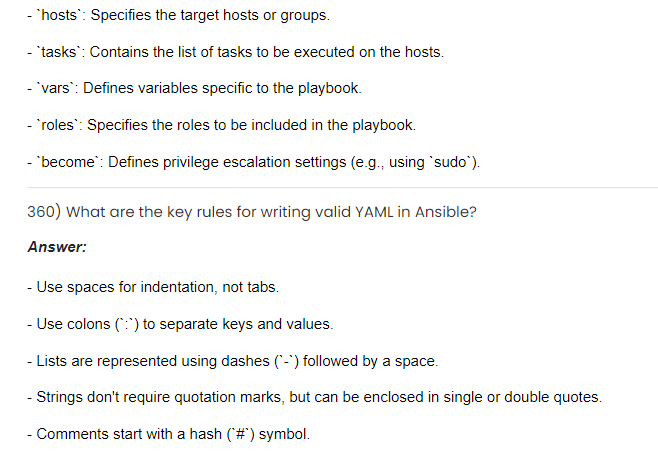 - `hosts`: Specifies the target hosts or groups.
- `tasks`: Contains the list of tasks to be executed on the hosts.
- `vars`: Defines variables specific to the playbook.
- `roles`: Specifies the roles to be included in the playbook.
- `become`: Defines privilege escalation settings (e.g., using `sudo`).
360) What are the key rules for writing valid YAML in Ansible?
Answer:
- Use spaces for indentation, not tabs.
- Use colons (`:`) to separate keys and values.
- Lists are represented using dashes (`-`) followed by a space.
- Strings don't require quotation marks, but can be enclosed in single or double quotes.
- Comments start with a hash (`#`) symbol.